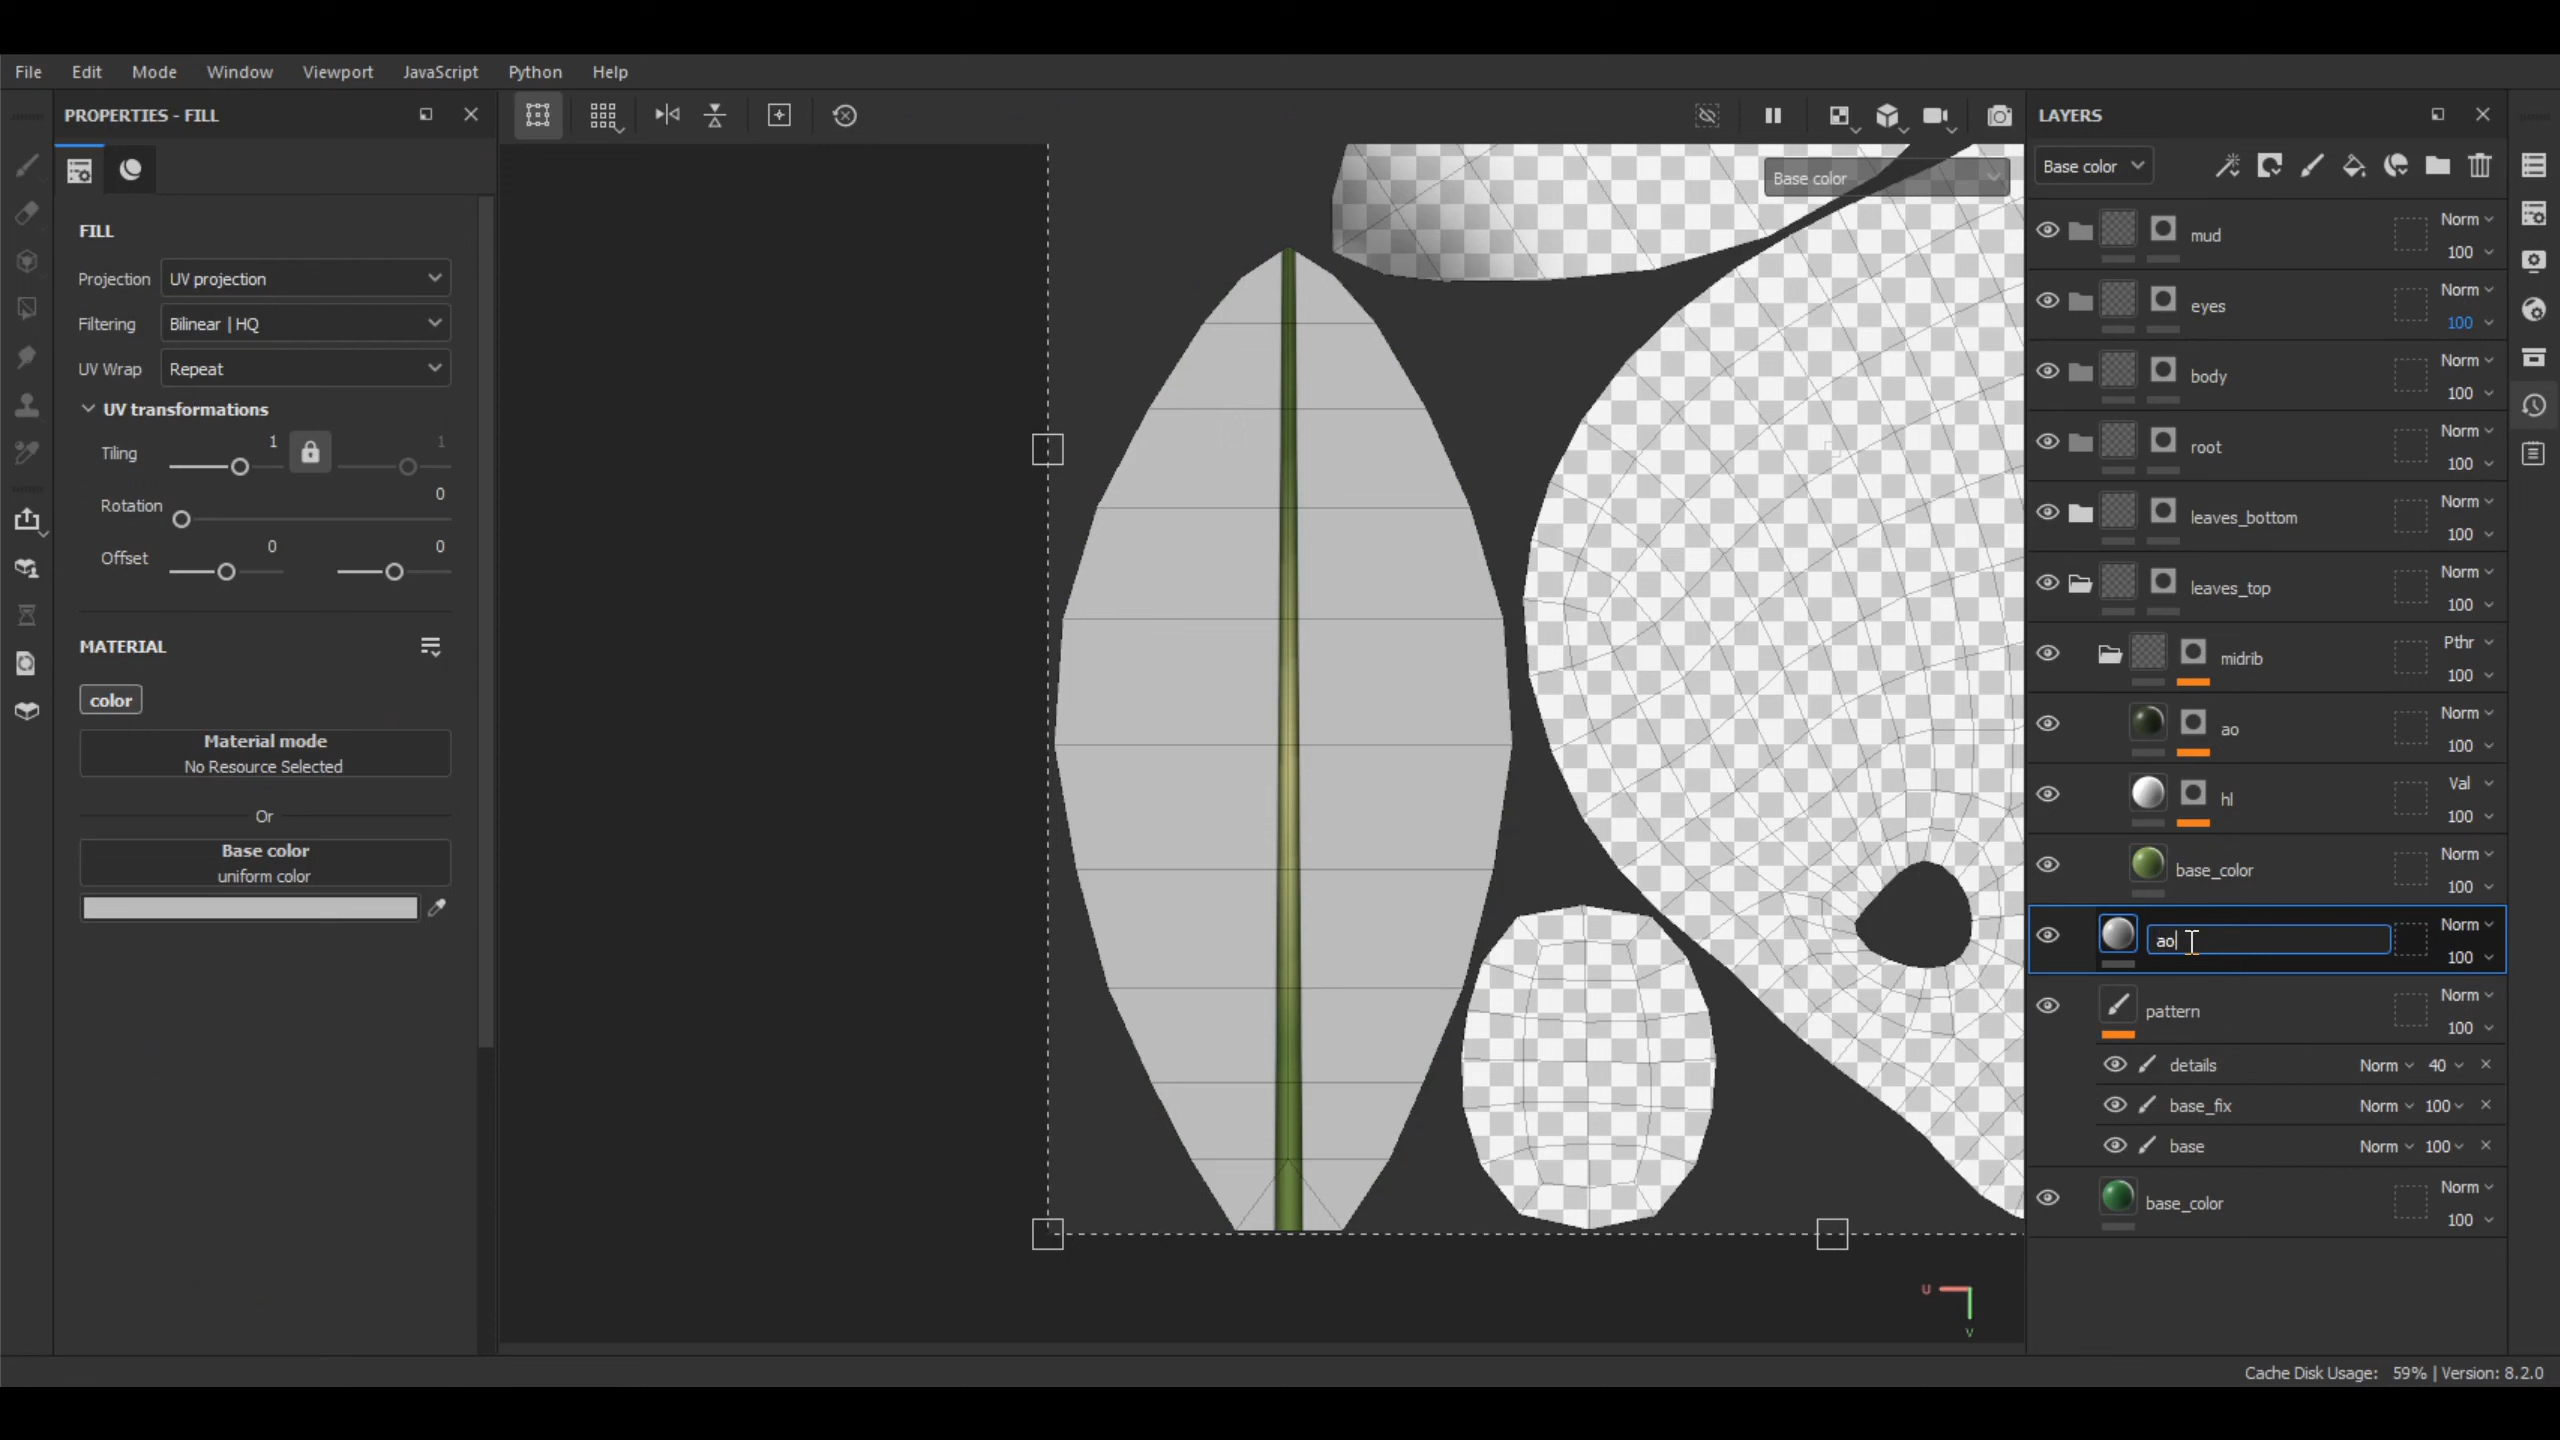 File Edit Mode Window Viewport JavaScript Python Help
PROPERTIES - FILL
FILL
Projection UV projection
Filtering Bilinear | HQ
UV Wrap Repeat
UV transformations
Tiling 1 1
Rotation 0
Offset 0 0
MATERIAL
color
Material mode
No Resource Selected
Or
Base color
uniform color
Base color
U
V
LAYERS
Base color
mud Norm 100
eyes Norm 100
body Norm 100
root Norm 100
leaves_bottom Norm 100
leaves_top Norm 100
midrib Pthr 100
ao Norm 100
hl Val 100
base_color Norm 100
ao Norm 100
pattern Norm 100
details Norm 40
base_fix Norm 100
base Norm 100
base_color Norm 100
Cache Disk Usage: 59% | Version: 8.2.0